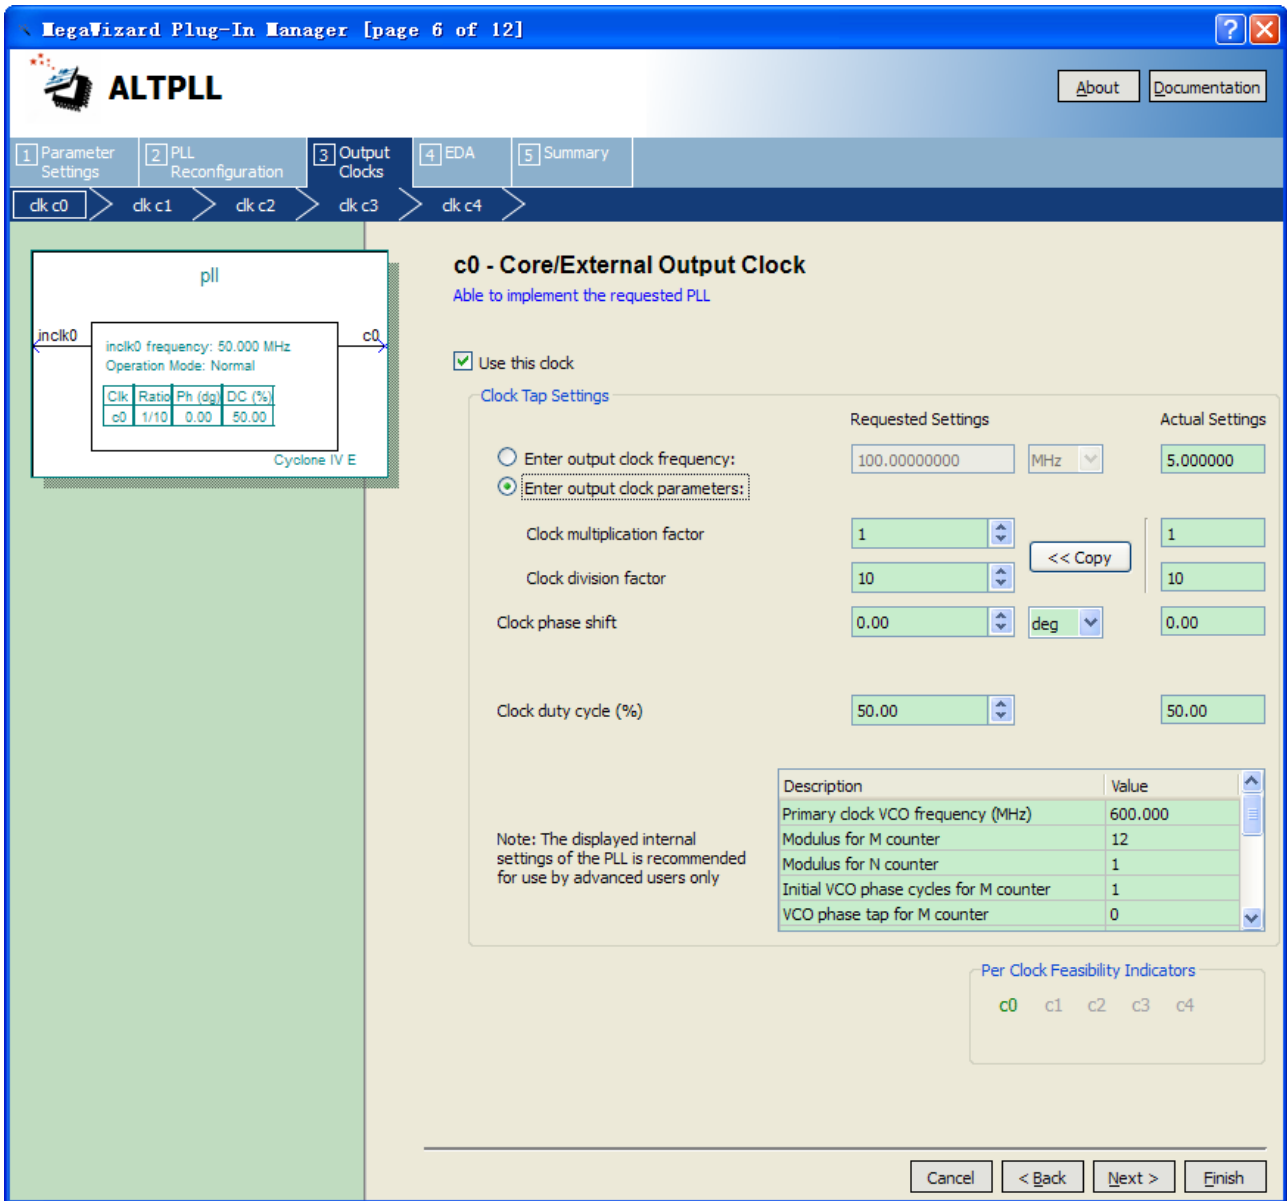 MegaWizard Plug-In Manager [page 6 of 12]
ALTPLL
About
Documentation
1 Parameter Settings
2 PLL Reconfiguration
3 Output Clocks
4 EDA
5 Summary
clk c0
clk c1
clk c2
clk c3
clk c4
pll
inclk0
c0
inclk0 frequency: 50.000 MHz
Operation Mode: Normal
Clk Ratio Ph (dg) DC (%)
c0 1/10 0.00 50.00
Cyclone IV E
c0 - Core/External Output Clock
Able to implement the requested PLL
Use this clock
Clock Tap Settings
Requested Settings
Actual Settings
Enter output clock frequency:
100.00000000
MHz
5.000000
Enter output clock parameters:
Clock multiplication factor
1
<< Copy
1
Clock division factor
10
10
Clock phase shift
0.00
deg
0.00
Clock duty cycle (%)
50.00
50.00
Note: The displayed internal
settings of the PLL is recommended
for use by advanced users only
Description Value
Primary clock VCO frequency (MHz) 600.000
Modulus for M counter 12
Modulus for N counter 1
Initial VCO phase cycles for M counter 1
VCO phase tap for M counter 0
Per Clock Feasibility Indicators
c0 c1 c2 c3 c4
Cancel
< Back
Next >
Finish